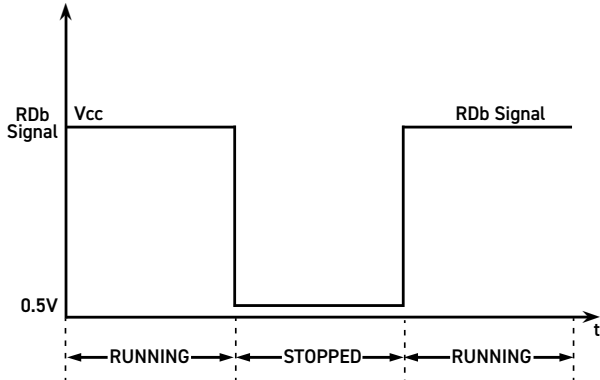 Vcc
RDb Signal
RDb
Signal
0.5V
t
RUNNING
STOPPED
RUNNING